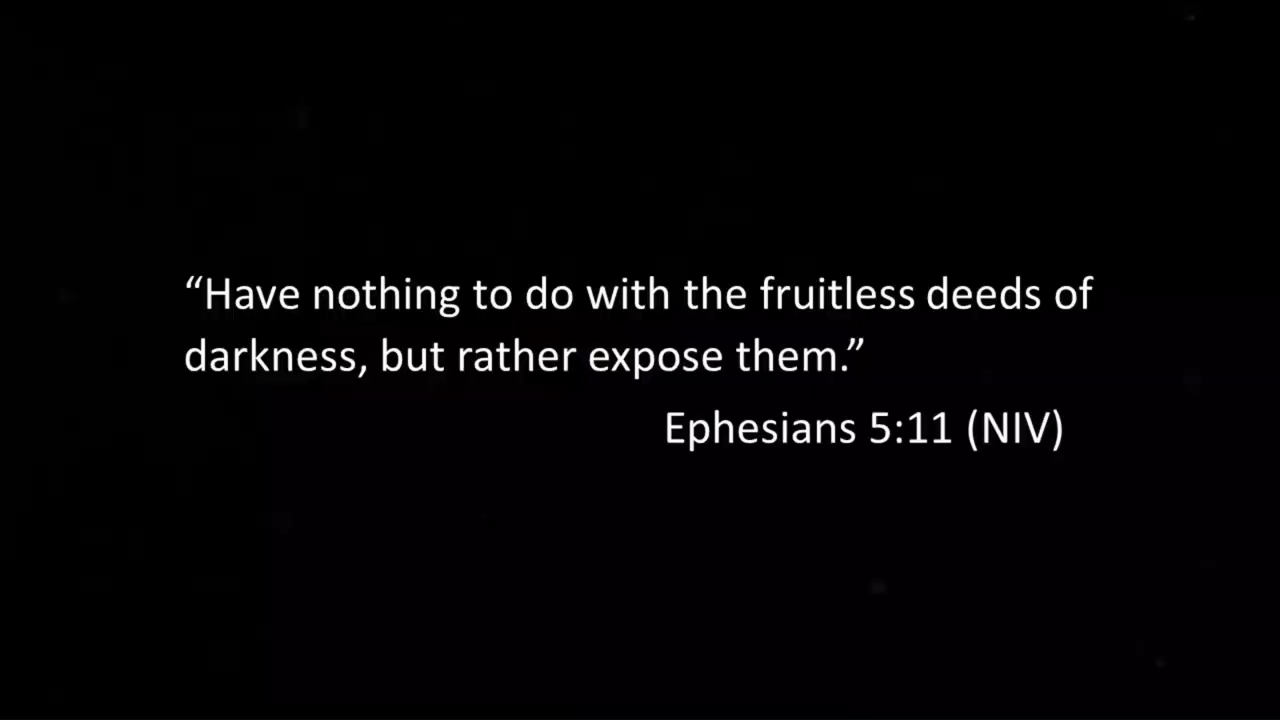 “Have nothing to do with the fruitless deeds of
darkness, but rather expose them.”
Ephesians 5:11 (NIV)